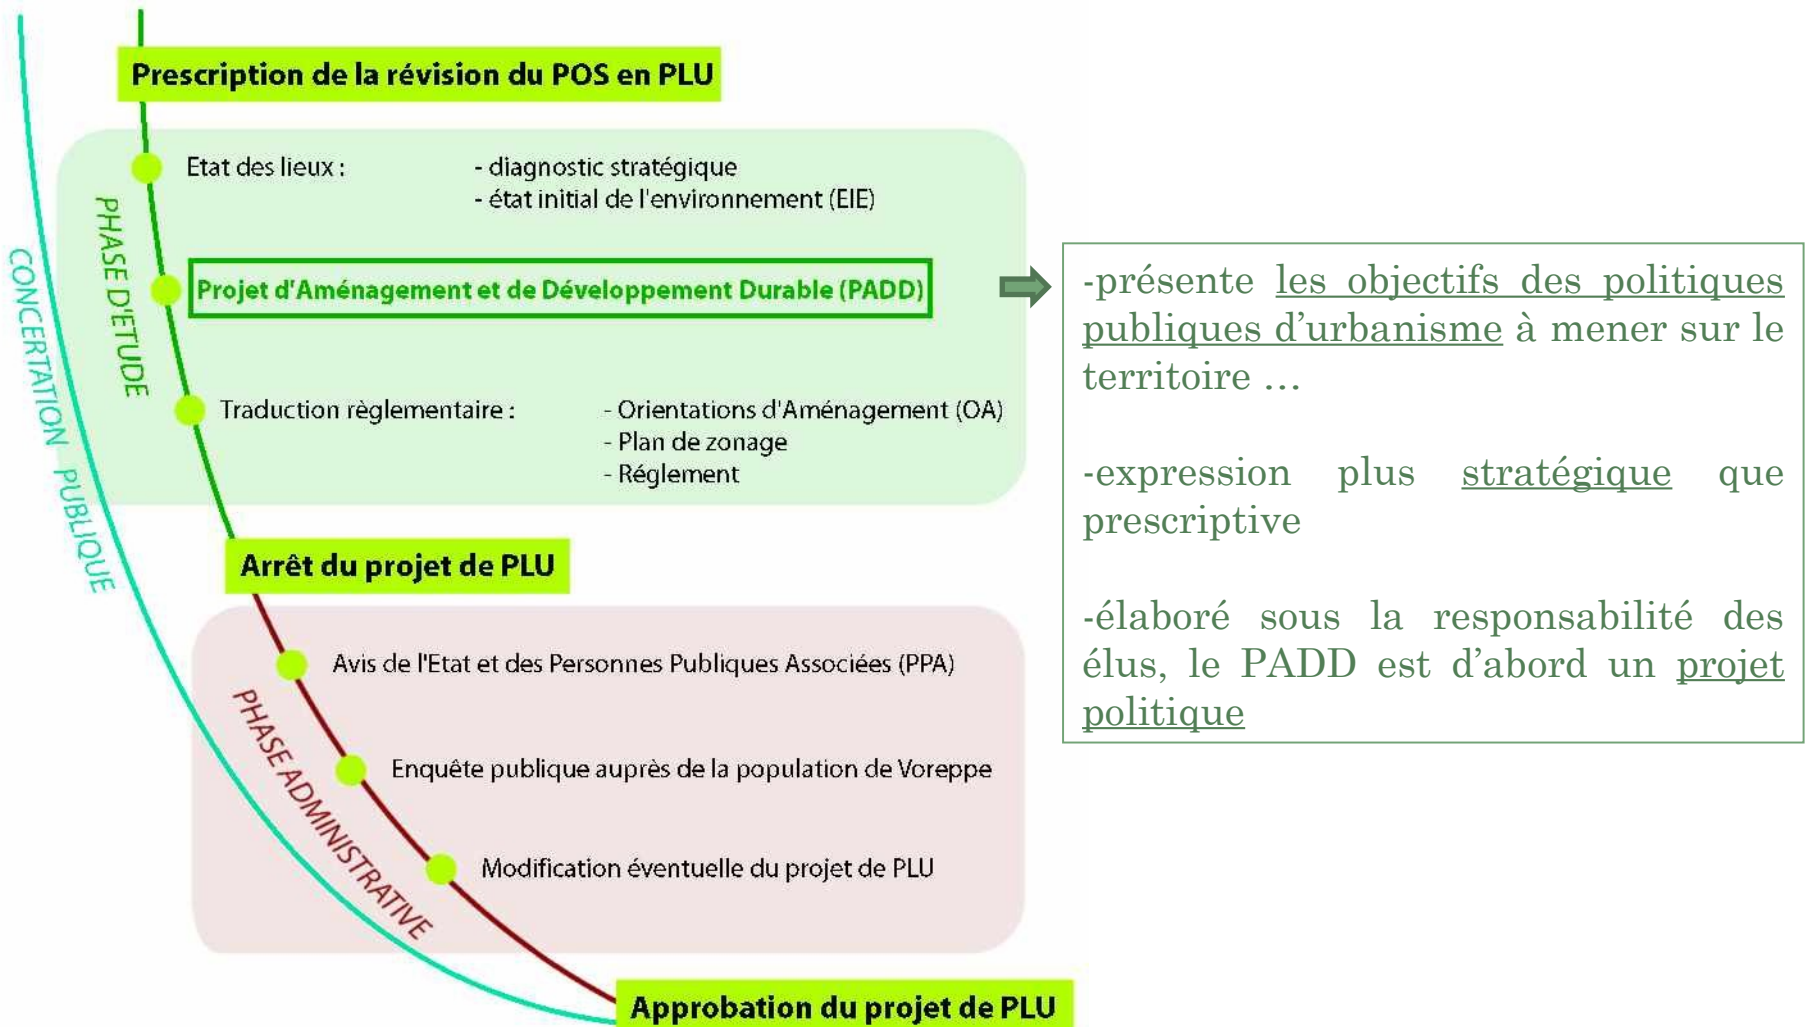 Prescription de la révision du POS en PLU
CONCERTATION PUBLIQUE
PHASE D'ETUDE
Etat des lieux :
- diagnostic stratégique
- état initial de l'environnement (EIE)
Projet d'Aménagement et de Développement Durable (PADD)
Traduction règlementaire :
- Orientations d'Aménagement (OA)
- Plan de zonage
- Réglement
-présente les objectifs des politiques
publiques d'urbanisme à mener sur le
territoire …
-expression plus stratégique que
prescriptive
-élaboré sous la responsabilité des
élus, le PADD est d'abord un projet
politique
Arrêt du projet de PLU
PHASE ADMINISTRATIVE
Avis de l'Etat et des Personnes Publiques Associées (PPA)
Enquête publique auprès de la population de Voreppe
Modification éventuelle du projet de PLU
Approbation du projet de PLU